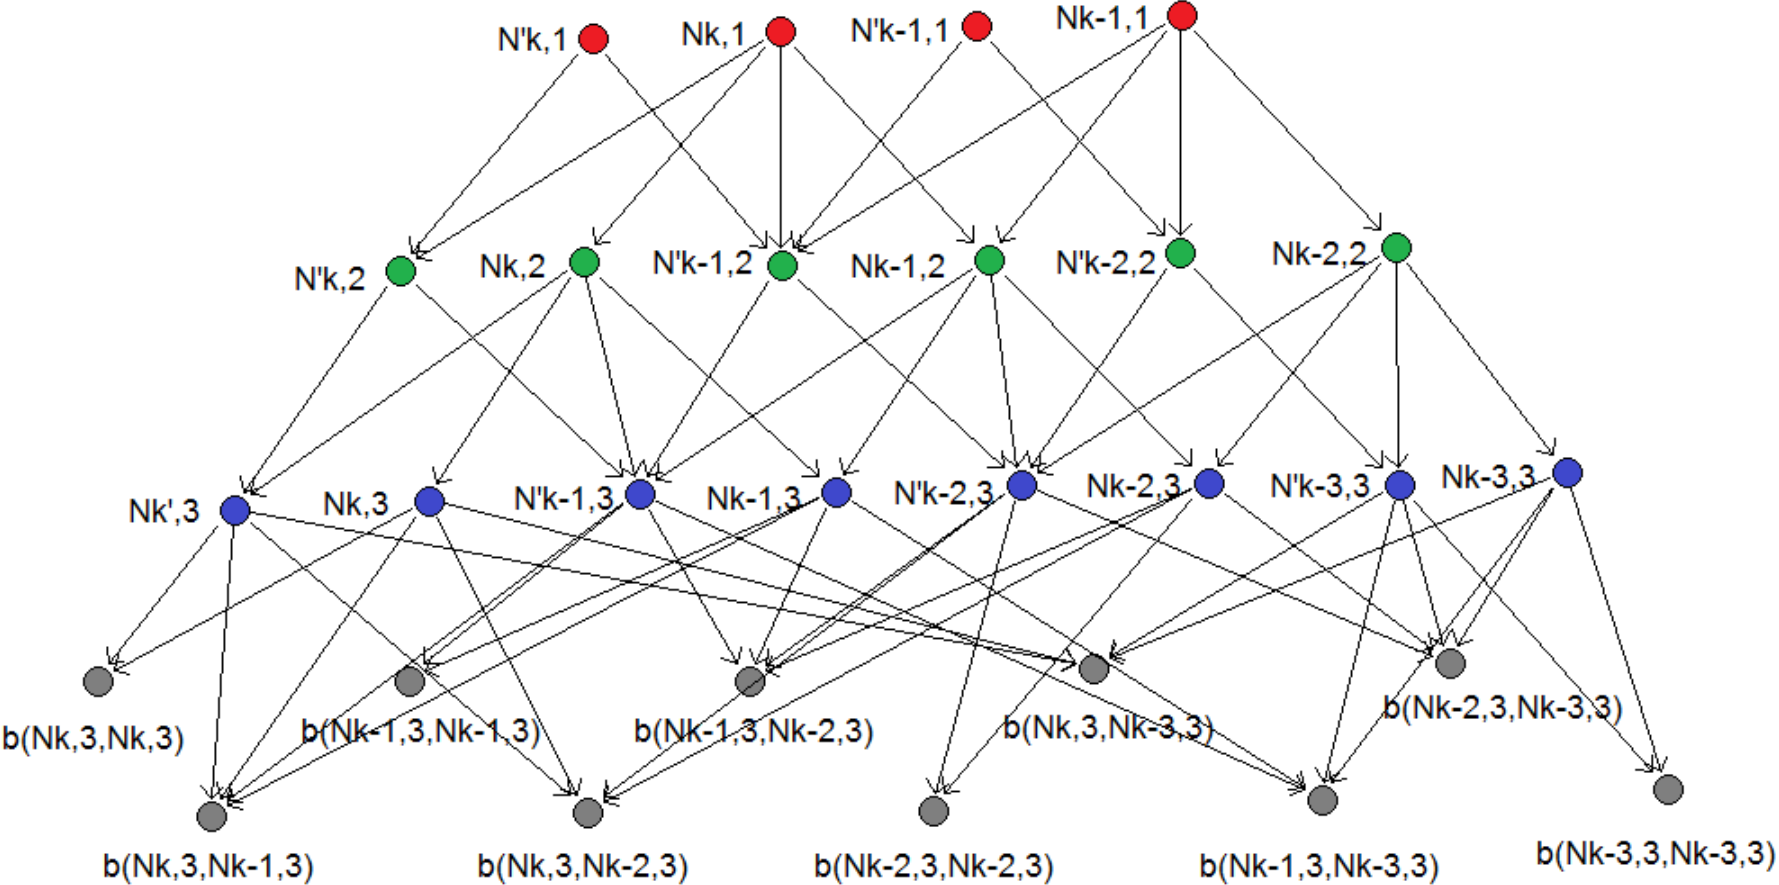 N'k,1
Nk,1
N'k-1,1
Nk-1,1
N'k,2
Nk,2
N'k-1,2
Nk-1,2
N'k-2,2
Nk-2,2
Nk',3
Nk,3
N'k-1,3
Nk-1,3
N'k-2,3
Nk-2,3
N'k-3,3
Nk-3,3
b(Nk,3,Nk,3)
b(Nk-1,3,Nk-1,3)
b(Nk-1,3,Nk-2,3)
b(Nk,3,Nk-3,3)
b(Nk-2,3,Nk-3,3)
b(Nk,3,Nk-1,3)
b(Nk,3,Nk-2,3)
b(Nk-2,3,Nk-2,3)
b(Nk-1,3,Nk-3,3)
b(Nk-3,3,Nk-3,3)